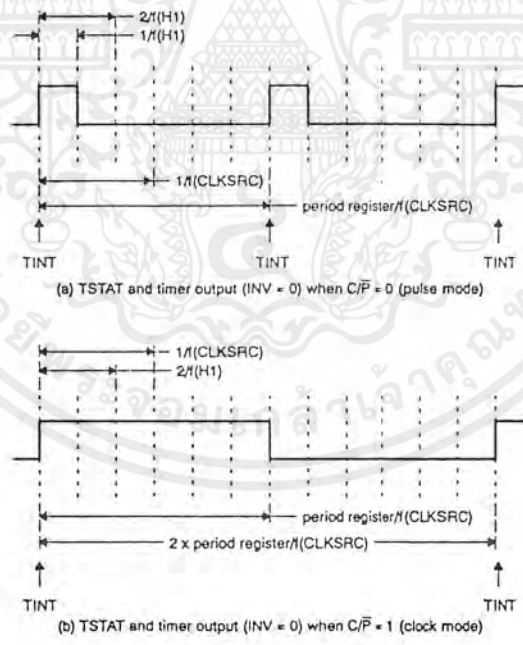 2/f(H1)
1/f(H1)
1/f(CLKSRC)
period register/f(CLKSRC)
TINT TINT TINT
(a) TSTAT and timer output (INV = 0) when C/P̅ = 0 (pulse mode)
1/f(CLKSRC)
2/f(H1)
period register/f(CLKSRC)
2 x period register/f(CLKSRC)
TINT TINT
(b) TSTAT and timer output (INV = 0) when C/P̅ = 1 (clock mode)